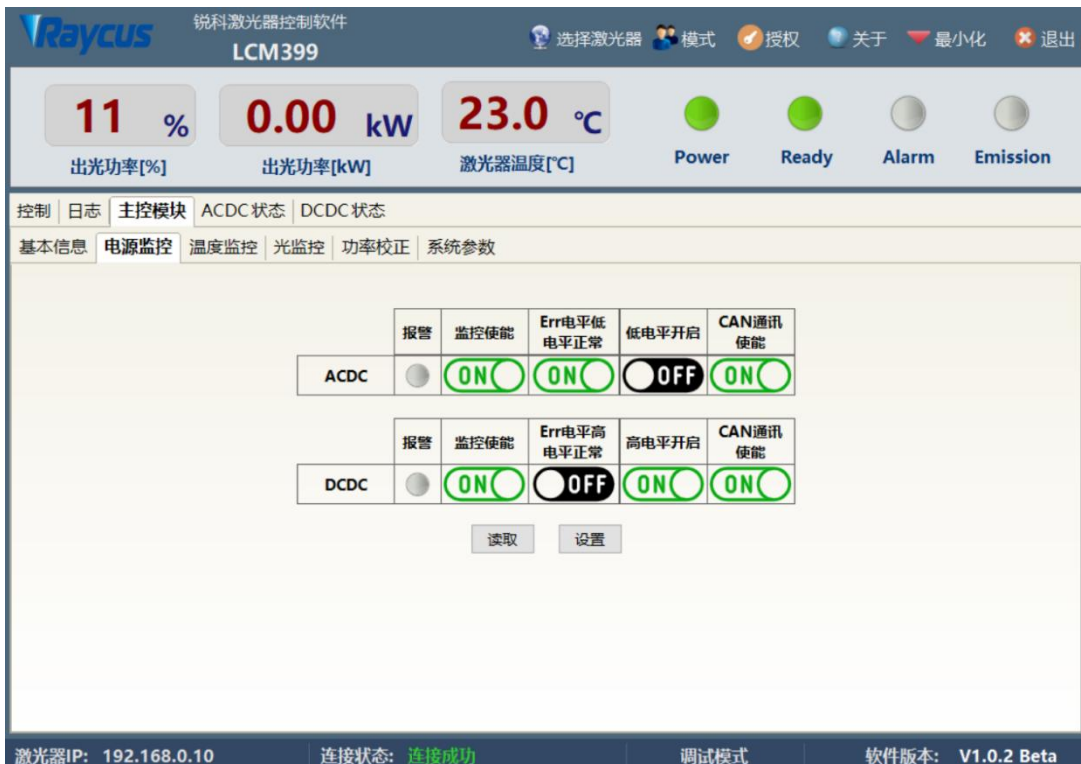 Raycus
锐科激光器控制软件
LCM399
选择激光器 模式 授权 关于 最小化 退出
11 % 0.00 kW 23.0 ℃
出光功率[%] 出光功率[kW] 激光器温度[℃] Power Ready Alarm Emission
控制 日志 主控模块 ACDC状态 DCDC状态
基本信息 电源监控 温度监控 光监控 功率校正 系统参数
报警 监控使能 Err电平低电平正常 低电平开启 CAN通讯使能
ACDC ON ON OFF ON
报警 监控使能 Err电平高电平正常 高电平开启 CAN通讯使能
DCDC ON OFF ON ON
读取 设置
激光器IP: 192.168.0.10 连接状态: 连接成功 调试模式 软件版本: V1.0.2 Beta